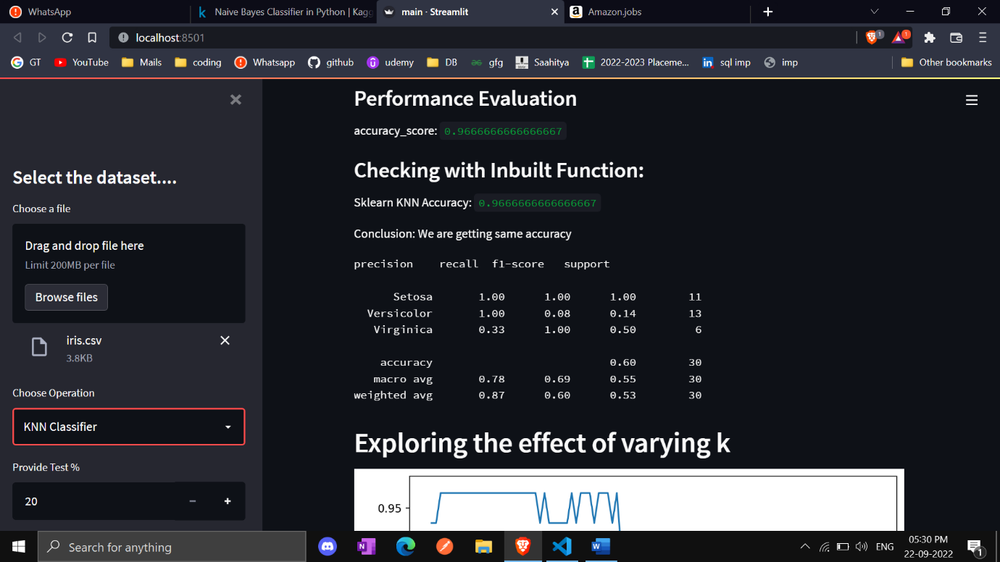 WhatsApp
Naive Bayes Classifier in Python | Kagg
main · Streamlit
Amazon.jobs
localhost:8501
1
1
GT
YouTube
Mails
coding
Whatsapp
github
udemy
DB
gfg
Saahitya
2022-2023 Placeme...
sql imp
imp
Other bookmarks
Select the dataset....
Choose a file
Drag and drop file here
Limit 200MB per file
Browse files
iris.csv
3.8KB
Choose Operation
KNN Classifier
Provide Test %
20
Performance Evaluation
accuracy_score: 0.9666666666666667
Checking with Inbuilt Function:
Sklearn KNN Accuracy: 0.9666666666666667
Conclusion: We are getting same accuracy
precision recall f1-score support
Setosa 1.00 1.00 1.00 11
Versicolor 1.00 0.08 0.14 13
Virginica 0.33 1.00 0.50 6
accuracy 0.60 30
macro avg 0.78 0.69 0.55 30
weighted avg 0.87 0.60 0.53 30
Exploring the effect of varying k
0.95
Search for anything
ENG
05:30 PM
22-09-2022
1